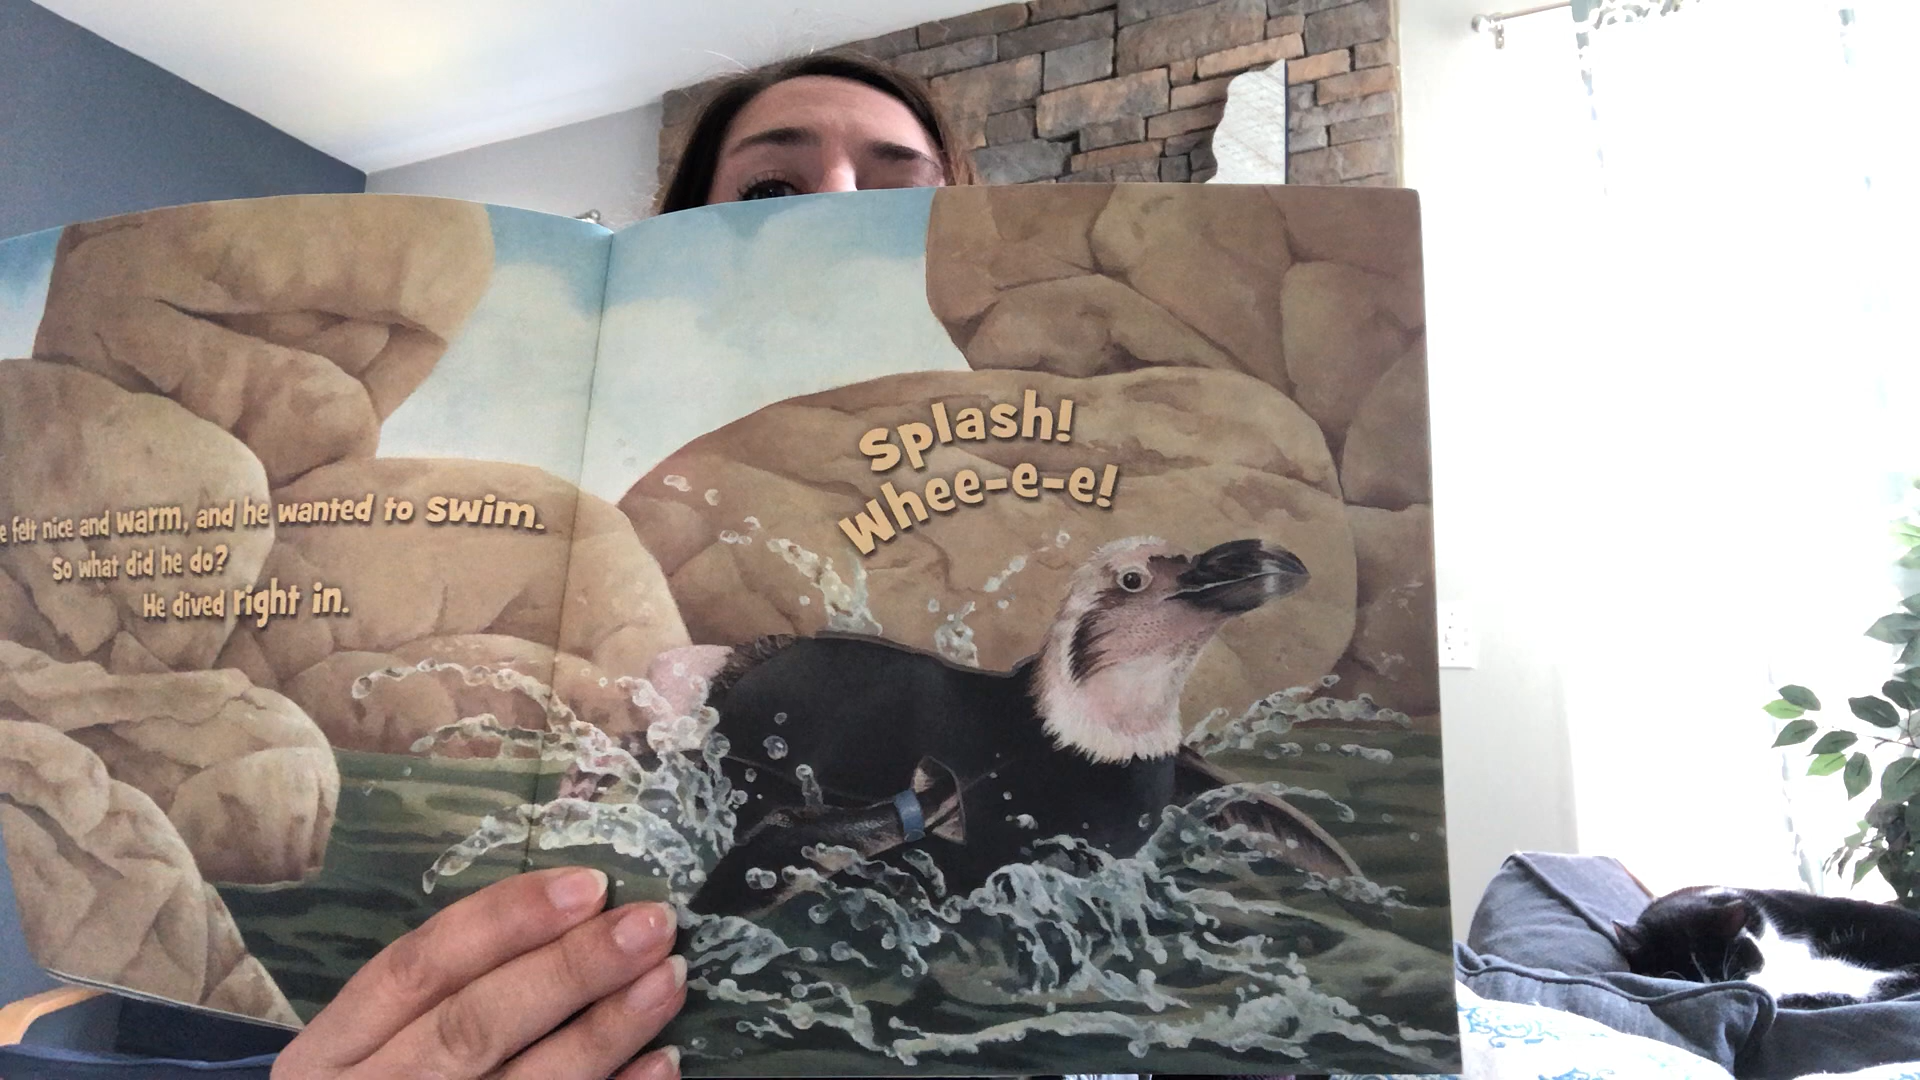 felt nice and warm, and he wanted to swim.
So what did he do?
He dived right in.
Splash!
Whee-e-e!